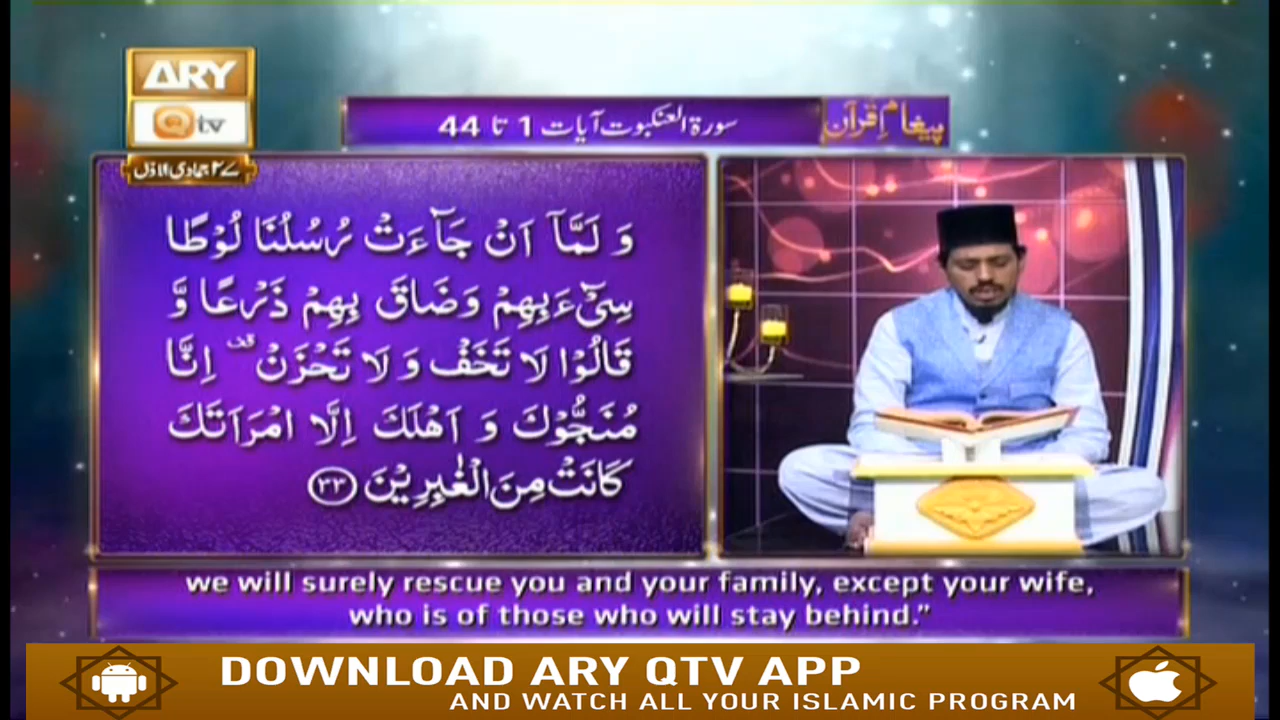 ARY
Qtv
پیغامِ قرآن
سورۃ العنکبوت آیات 1 تا 44
۲۷ جمادی الاوّل
وَ لَمَّاۤ اَنْ جَآءَتْ رُسُلُنَا لُوْطًا
سِیْٓءَ بِهِمْ وَ ضَاقَ بِهِمْ ذَرْعًا وَّ
قَالُوْا لَا تَخَفْ وَ لَا تَحْزَنْ ۫ اِنَّا
مُنَجُّوْكَ وَ اَهْلَكَ اِلَّا امْرَاَتَكَ
كَانَتْ مِنَ الْغٰبِرِیْنَ ﴿۳۳﴾
we will surely rescue you and your family, except your wife,
who is of those who will stay behind.”
DOWNLOAD ARY QTV APP
AND WATCH ALL YOUR ISLAMIC PROGRAM